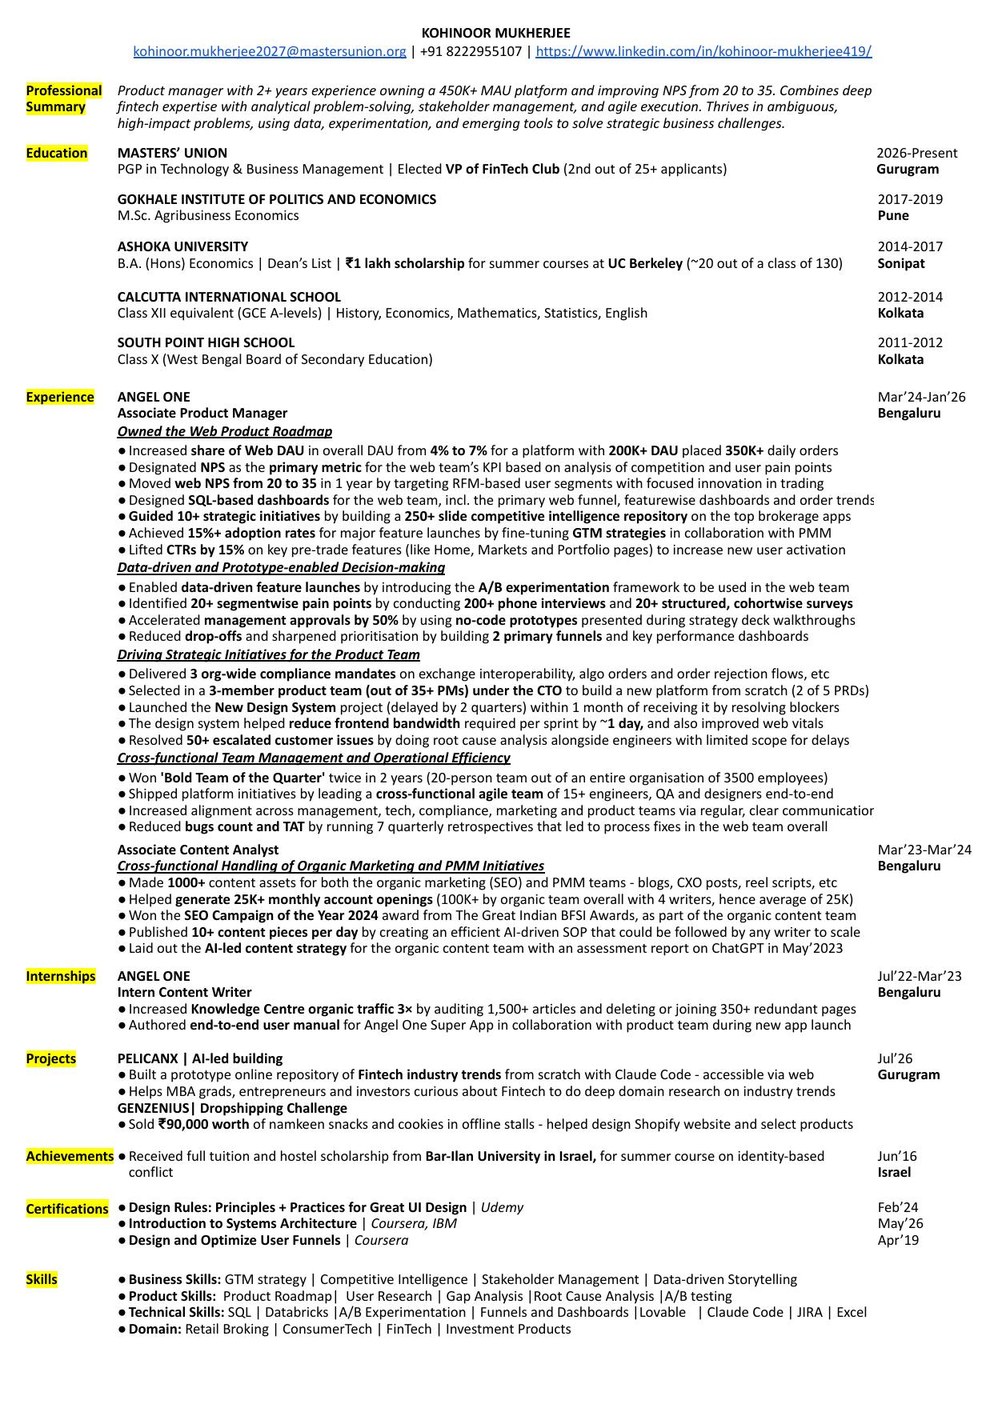 KOHINOOR MUKHERJEE
kohinoor.mukherjee2027@mastersunion.org | +91 8222955107 | https://www.linkedin.com/in/kohinoor-mukherjee419/
Professional Summary
Product manager with 2+ years experience owning a 450K+ MAU platform and improving NPS from 20 to 35. Combines deep
fintech expertise with analytical problem-solving, stakeholder management, and agile execution. Thrives in ambiguous,
high-impact problems, using data, experimentation, and emerging tools to solve strategic business challenges.
Education
MASTERS' UNION 2026-Present
PGP in Technology & Business Management | Elected VP of FinTech Club (2nd out of 25+ applicants) Gurugram
GOKHALE INSTITUTE OF POLITICS AND ECONOMICS 2017-2019
M.Sc. Agribusiness Economics Pune
ASHOKA UNIVERSITY 2014-2017
B.A. (Hons) Economics | Dean's List | ₹1 lakh scholarship for summer courses at UC Berkeley (~20 out of a class of 130) Sonipat
CALCUTTA INTERNATIONAL SCHOOL 2012-2014
Class XII equivalent (GCE A-levels) | History, Economics, Mathematics, Statistics, English Kolkata
SOUTH POINT HIGH SCHOOL 2011-2012
Class X (West Bengal Board of Secondary Education) Kolkata
Experience
ANGEL ONE Mar'24-Jan'26
Associate Product Manager Bengaluru
Owned the Web Product Roadmap
● Increased share of Web DAU in overall DAU from 4% to 7% for a platform with 200K+ DAU placed 350K+ daily orders
● Designated NPS as the primary metric for the web team's KPI based on analysis of competition and user pain points
● Moved web NPS from 20 to 35 in 1 year by targeting RFM-based user segments with focused innovation in trading
● Designed SQL-based dashboards for the web team, incl. the primary web funnel, featurewise dashboards and order trends
● Guided 10+ strategic initiatives by building a 250+ slide competitive intelligence repository on the top brokerage apps
● Achieved 15%+ adoption rates for major feature launches by fine-tuning GTM strategies in collaboration with PMM
● Lifted CTRs by 15% on key pre-trade features (like Home, Markets and Portfolio pages) to increase new user activation
Data-driven and Prototype-enabled Decision-making
● Enabled data-driven feature launches by introducing the A/B experimentation framework to be used in the web team
● Identified 20+ segmentwise pain points by conducting 200+ phone interviews and 20+ structured, cohortwise surveys
● Accelerated management approvals by 50% by using no-code prototypes presented during strategy deck walkthroughs
● Reduced drop-offs and sharpened prioritisation by building 2 primary funnels and key performance dashboards
Driving Strategic Initiatives for the Product Team
● Delivered 3 org-wide compliance mandates on exchange interoperability, algo orders and order rejection flows, etc
● Selected in a 3-member product team (out of 35+ PMs) under the CTO to build a new platform from scratch (2 of 5 PRDs)
● Launched the New Design System project (delayed by 2 quarters) within 1 month of receiving it by resolving blockers
● The design system helped reduce frontend bandwidth required per sprint by ~1 day, and also improved web vitals
● Resolved 50+ escalated customer issues by doing root cause analysis alongside engineers with limited scope for delays
Cross-functional Team Management and Operational Efficiency
● Won 'Bold Team of the Quarter' twice in 2 years (20-person team out of an entire organisation of 3500 employees)
● Shipped platform initiatives by leading a cross-functional agile team of 15+ engineers, QA and designers end-to-end
● Increased alignment across management, tech, compliance, marketing and product teams via regular, clear communication
● Reduced bugs count and TAT by running 7 quarterly retrospectives that led to process fixes in the web team overall
Associate Content Analyst Mar'23-Mar'24
Cross-functional Handling of Organic Marketing and PMM Initiatives Bengaluru
● Made 1000+ content assets for both the organic marketing (SEO) and PMM teams - blogs, CXO posts, reel scripts, etc
● Helped generate 25K+ monthly account openings (100K+ by organic team overall with 4 writers, hence average of 25K)
● Won the SEO Campaign of the Year 2024 award from The Great Indian BFSI Awards, as part of the organic content team
● Published 10+ content pieces per day by creating an efficient AI-driven SOP that could be followed by any writer to scale
● Laid out the AI-led content strategy for the organic content team with an assessment report on ChatGPT in May'2023
Internships
ANGEL ONE Jul'22-Mar'23
Intern Content Writer Bengaluru
● Increased Knowledge Centre organic traffic 3× by auditing 1,500+ articles and deleting or joining 350+ redundant pages
● Authored end-to-end user manual for Angel One Super App in collaboration with product team during new app launch
Projects
PELICANX | AI-led building Jul'26
● Built a prototype online repository of Fintech industry trends from scratch with Claude Code - accessible via web Gurugram
● Helps MBA grads, entrepreneurs and investors curious about Fintech to do deep domain research on industry trends
GENZENIUS| Dropshipping Challenge
● Sold ₹90,000 worth of namkeen snacks and cookies in offline stalls - helped design Shopify website and select products
Achievements
● Received full tuition and hostel scholarship from Bar-Ilan University in Israel, for summer course on identity-based Jun'16
conflict Israel
Certifications
● Design Rules: Principles + Practices for Great UI Design | Udemy Feb'24
● Introduction to Systems Architecture | Coursera, IBM May'26
● Design and Optimize User Funnels | Coursera Apr'19
Skills
● Business Skills: GTM strategy | Competitive Intelligence | Stakeholder Management | Data-driven Storytelling
● Product Skills: Product Roadmap| User Research | Gap Analysis |Root Cause Analysis |A/B testing
● Technical Skills: SQL | Databricks |A/B Experimentation | Funnels and Dashboards |Lovable | Claude Code | JIRA | Excel
● Domain: Retail Broking | ConsumerTech | FinTech | Investment Products